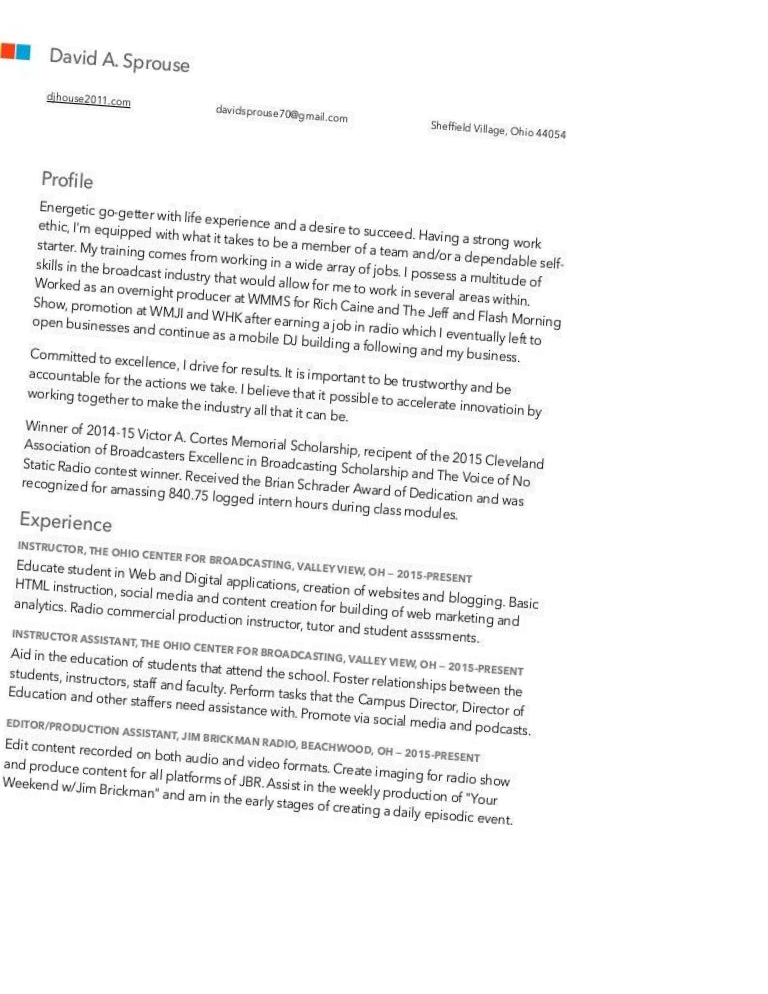 David A. Sprouse
djhouse2011.com davidsprouse70@gmail.com Sheffield Village, Ohio 44054
Profile
Energetic go-getter with life experience and a desire to succeed. Having a strong work
ethic, I'm equipped with what it takes to be a member of a team and/or a dependable self-
starter. My training comes from working in a wide array of jobs. I possess a multitude of
skills in the broadcast industry that would allow for me to work in several areas within.
Worked as an overnight producer at WMMS for Rich Caine and The Jeff and Flash Morning
Show, promotion at WMJI and WHK after earning a job in radio which I eventually left to
open businesses and continue as a mobile DJ building a following and my business.
Committed to excellence, I drive for results. It is important to be trustworthy and be
accountable for the actions we take. I believe that it possible to accelerate innovatioin by
working together to make the industry all that it can be.
Winner of 2014-15 Victor A. Cortes Memorial Scholarship, recipent of the 2015 Cleveland
Association of Broadcasters Excellenc in Broadcasting Scholarship and The Voice of No
Static Radio contest winner. Received the Brian Schrader Award of Dedication and was
recognized for amassing 840.75 logged intern hours during class modules.
Experience
INSTRUCTOR, THE OHIO CENTER FOR BROADCASTING, VALLEY VIEW, OH – 2015-PRESENT
Educate student in Web and Digital applications, creation of websites and blogging. Basic
HTML instruction, social media and content creation for building of web marketing and
analytics. Radio commercial production instructor, tutor and student asssments.
INSTRUCTOR ASSISTANT, THE OHIO CENTER FOR BROADCASTING, VALLEY VIEW, OH – 2015-PRESENT
Aid in the education of students that attend the school. Foster relationships between the
students, instructors, staff and faculty. Perform tasks that the Campus Director, Director of
Education and other staffers need assistance with. Promote via social media and podcasts.
EDITOR/PRODUCTION ASSISTANT, JIM BRICKMAN RADIO, BEACHWOOD, OH – 2015-PRESENT
Edit content recorded on both audio and video formats. Create imaging for radio show
and produce content for all platforms of JBR. Assist in the weekly production of "Your
Weekend w/Jim Brickman" and am in the early stages of creating a daily episodic event.